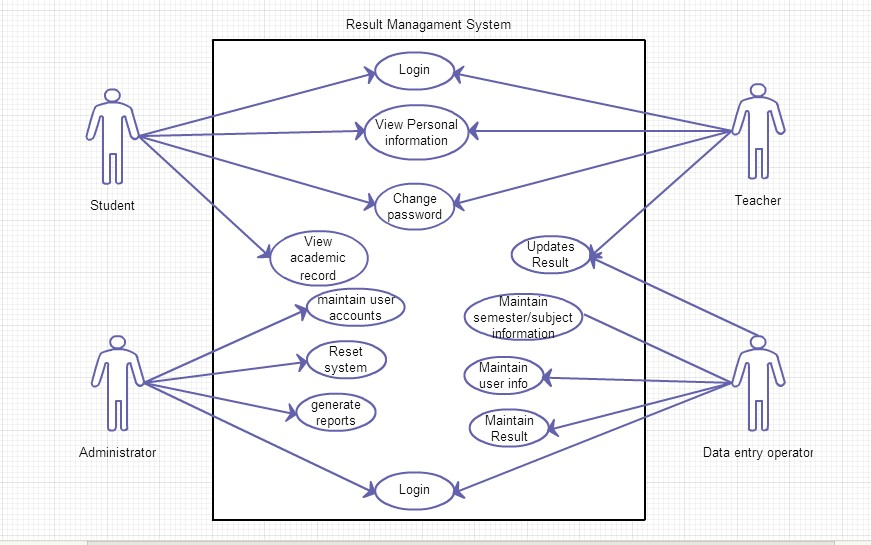 Result Managament System
Login
View Personal
information
Change
password
Student
Teacher
View
academic
record
Updates
Result
maintain user
accounts
Maintain
semester/subject
information
Reset
system
Maintain
user info
generate
reports
Maintain
Result
Administrator
Data entry operator
Login